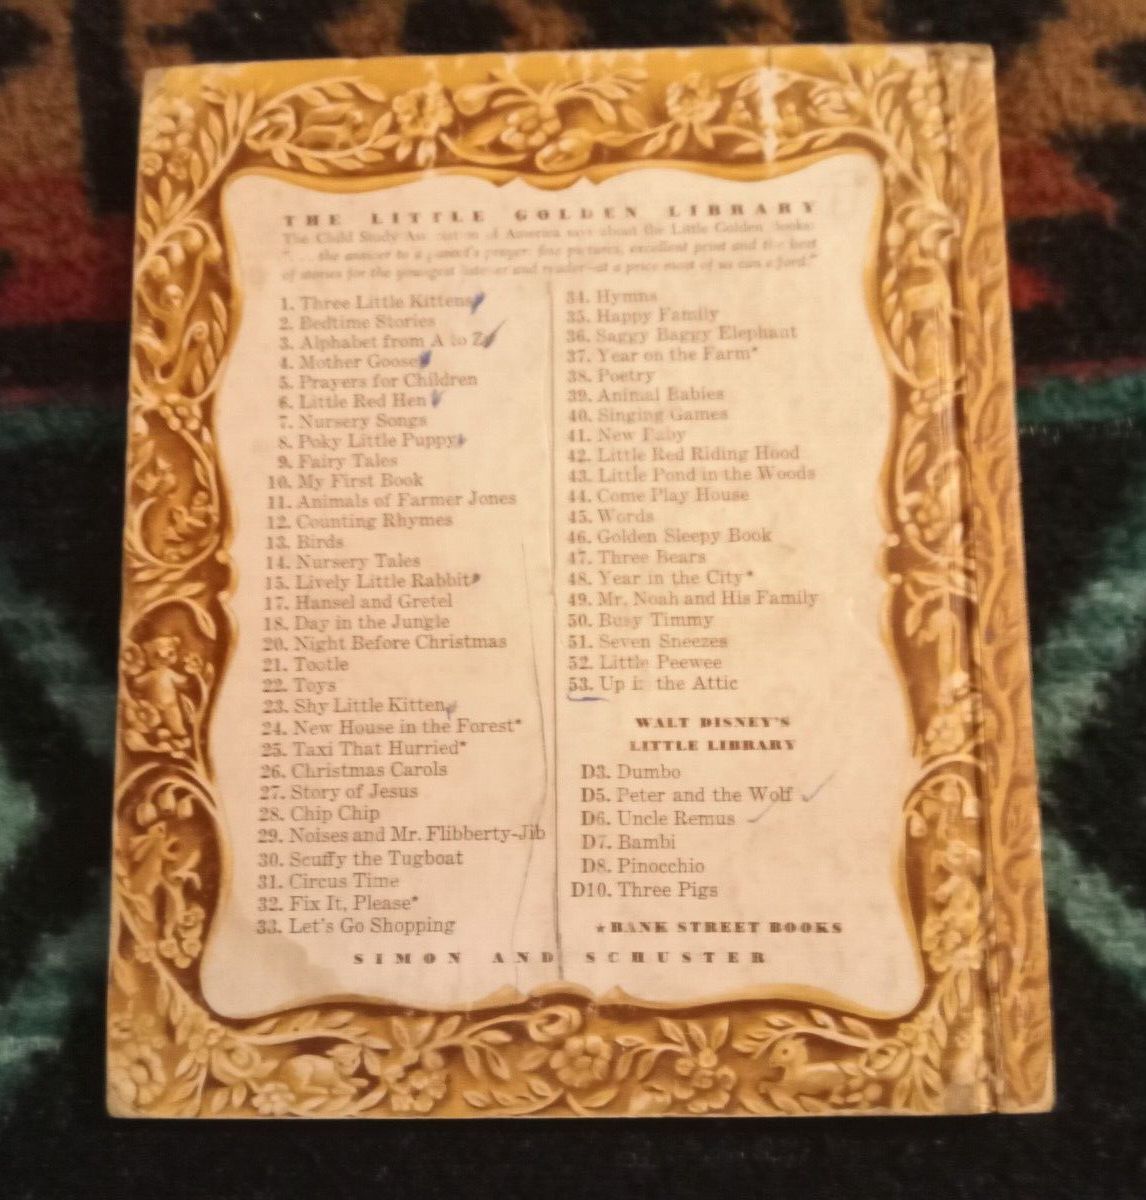 THE LITTLE GOLDEN LIBRARY
The Child Study of America says about the Little Golden Books:
". . . the answer to a parent's prayer: fine pictures, excellent print and the best
of stories for the youngest listener and reader—at a price most of us can afford."
1. Three Little Kittens
2. Bedtime Stories
3. Alphabet from A to Z
4. Mother Goose
5. Prayers for Children
6. Little Red Hen
7. Nursery Songs
8. Poky Little Puppy
9. Fairy Tales
10. My First Book
11. Animals of Farmer Jones
12. Counting Rhymes
13. Birds
14. Nursery Tales
15. Lively Little Rabbit
17. Hansel and Gretel
18. Day in the Jungle
20. Night Before Christmas
21. Tootle
22. Toys
23. Shy Little Kitten
24. New House in the Forest*
25. Taxi That Hurried*
26. Christmas Carols
27. Story of Jesus
28. Chip Chip
29. Noises and Mr. Flibberty-Jib
30. Scuffy the Tugboat
31. Circus Time
32. Fix It, Please*
33. Let's Go Shopping
34. Hymns
35. Happy Family
36. Saggy Baggy Elephant
37. Year on the Farm*
38. Poetry
39. Animal Babies
40. Singing Games
41. New Baby
42. Little Red Riding Hood
43. Little Pond in the Woods
44. Come Play House
45. Words
46. Golden Sleepy Book
47. Three Bears
48. Year in the City*
49. Mr. Noah and His Family
50. Busy Timmy
51. Seven Sneezes
52. Little Peewee
53. Up in the Attic
WALT DISNEY'S
LITTLE LIBRARY
D3. Dumbo
D5. Peter and the Wolf
D6. Uncle Remus
D7. Bambi
D8. Pinocchio
D10. Three Pigs
★BANK STREET BOOKS
SIMON AND SCHUSTER